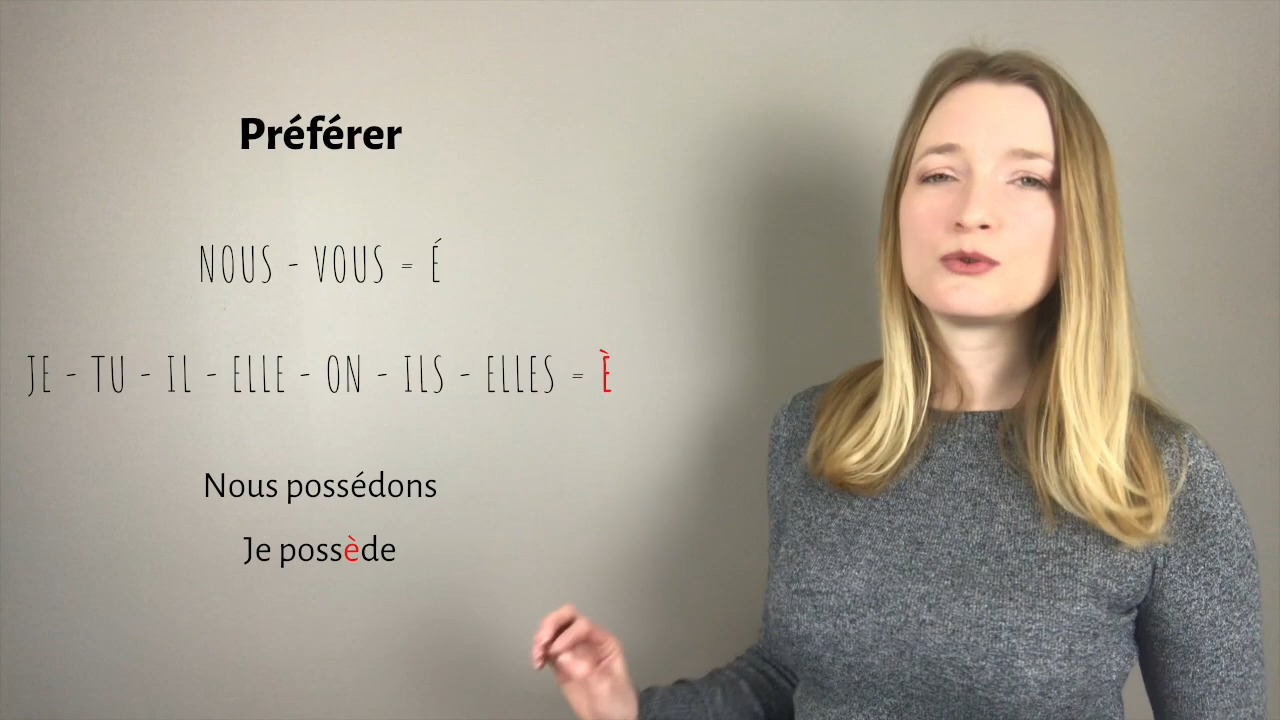 Préférer
NOUS - VOUS = É
JE - TU - IL - ELLE - ON - ILS - ELLES = È
Nous possédons
Je possède